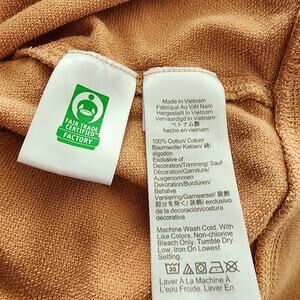 FAIR TRADE
CERTIFIED
FACTORY
Made In Vietnam
Fabriqué Au Viêt Nam
Hergestellt In Vietnam
Vervaardigd In Vietnam
ベトナム製
hecho en vietnam
100% Cotton/ Coton/
Baumwolle/ Katoen/ 綿/
algodón
Exclusive of
Decoration/Trimming/ Sauf
Décoration/Garniture/
Ausgenommen
Dekoration/Bordüren/
Behalve
Versiering/Garneersel/ 装飾
部分を除く/ 装飾/ exclusivo
de decoración
Machine Wash Cold. With
Like Colors. Non-chlorine
Bleach Only. Tumble Dry
Low. Iron On Lowest
Setting.
30
Laver À La Machine À
L'eau Froide. Laver En